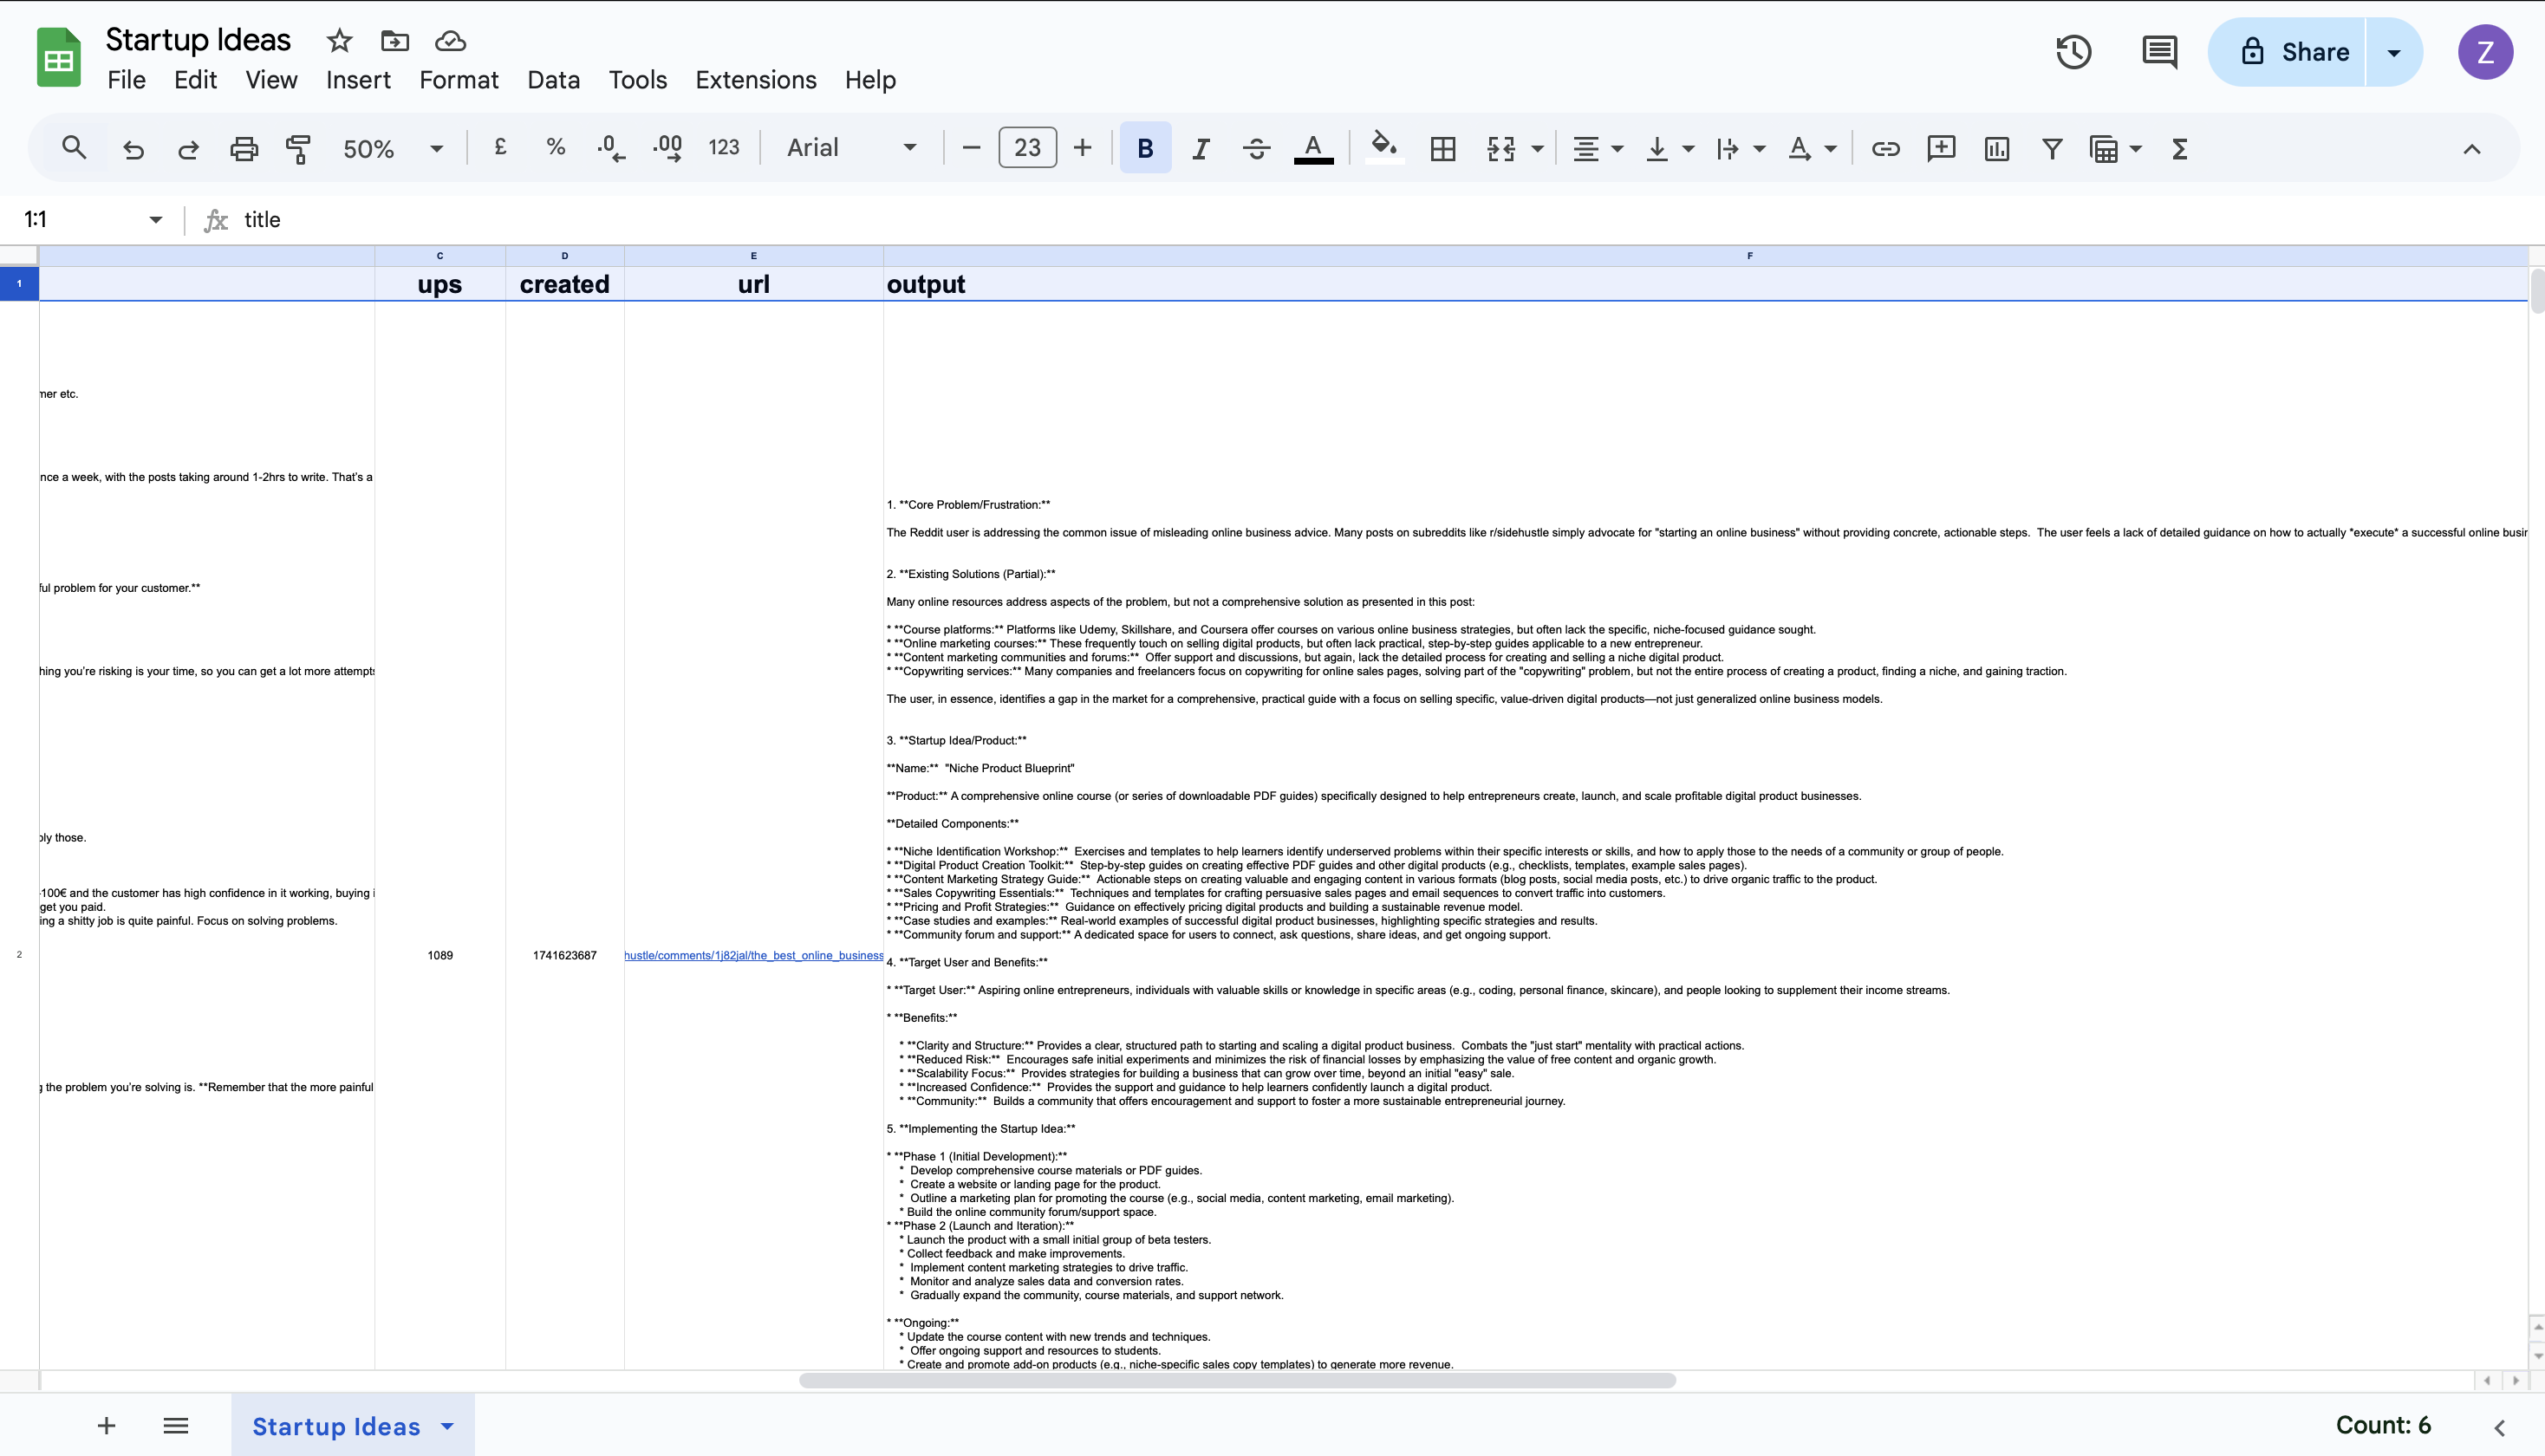 Startup Ideas
File Edit View Insert Format Data Tools Extensions Help
Share
Z
50% £ % .0 .00 123 Arial 23 B I A
1:1 title
C D E F
1 ups created url output
mer etc.
nce a week, with the posts taking around 1-2hrs to write. That's a
1. **Core Problem/Frustration:**
The Reddit user is addressing the common issue of misleading online business advice. Many posts on subreddits like r/sidehustle simply advocate for "starting an online business" without providing concrete, actionable steps.  The user feels a lack of detailed guidance on how to actually *execute* a successful online busin
2. **Existing Solutions (Partial):**
ful problem for your customer.**
Many online resources address aspects of the problem, but not a comprehensive solution as presented in this post:
* **Course platforms:** Platforms like Udemy, Skillshare, and Coursera offer courses on various online business strategies, but often lack the specific, niche-focused guidance sought.
* **Online marketing courses:** These frequently touch on selling digital products, but often lack practical, step-by-step guides applicable to a new entrepreneur.
* **Content marketing communities and forums:**  Offer support and discussions, but again, lack the detailed process for creating and selling a niche digital product.
hing you're risking is your time, so you can get a lot more attempts
* **Copywriting services:** Many companies and freelancers focus on copywriting for online sales pages, solving part of the "copywriting" problem, but not the entire process of creating a product, finding a niche, and gaining traction.
The user, in essence, identifies a gap in the market for a comprehensive, practical guide with a focus on selling specific, value-driven digital products—not just generalized online business models.
3. **Startup Idea/Product:**
**Name:**  "Niche Product Blueprint"
**Product:** A comprehensive online course (or series of downloadable PDF guides) specifically designed to help entrepreneurs create, launch, and scale profitable digital product businesses.
**Detailed Components:**
bly those.
* **Niche Identification Workshop:**  Exercises and templates to help learners identify underserved problems within their specific interests or skills, and how to apply those to the needs of a community or group of people.
* **Digital Product Creation Toolkit:**  Step-by-step guides on creating effective PDF guides and other digital products (e.g., checklists, templates, example sales pages).
* **Content Marketing Strategy Guide:**  Actionable steps on creating valuable and engaging content in various formats (blog posts, social media posts, etc.) to drive organic traffic to the product.
-100€ and the customer has high confidence in it working, buying i
* **Sales Copywriting Essentials:**  Techniques and templates for crafting persuasive sales pages and email sequences to convert traffic into customers.
get you paid.
* **Pricing and Profit Strategies:**  Guidance on effectively pricing digital products and building a sustainable revenue model.
ing a shitty job is quite painful. Focus on solving problems.
* **Case studies and examples:** Real-world examples of successful digital product businesses, highlighting specific strategies and results.
* **Community forum and support:** A dedicated space for users to connect, ask questions, share ideas, and get ongoing support.
2 1089 1741623687 hustle/comments/1j82jal/the_best_online_business
4. **Target User and Benefits:**
* **Target User:** Aspiring online entrepreneurs, individuals with valuable skills or knowledge in specific areas (e.g., coding, personal finance, skincare), and people looking to supplement their income streams.
* **Benefits:**
* **Clarity and Structure:** Provides a clear, structured path to starting and scaling a digital product business.  Combats the "just start" mentality with practical actions.
* **Reduced Risk:**  Encourages safe initial experiments and minimizes the risk of financial losses by emphasizing the value of free content and organic growth.
* **Scalability Focus:**  Provides strategies for building a business that can grow over time, beyond an initial "easy" sale.
g the problem you're solving is. **Remember that the more painful
* **Increased Confidence:**  Provides the support and guidance to help learners confidently launch a digital product.
* **Community:**  Builds a community that offers encouragement and support to foster a more sustainable entrepreneurial journey.
5. **Implementing the Startup Idea:**
* **Phase 1 (Initial Development):**
*  Develop comprehensive course materials or PDF guides.
*  Create a website or landing page for the product.
*  Outline a marketing plan for promoting the course (e.g., social media, content marketing, email marketing).
* Build the online community forum/support space.
* **Phase 2 (Launch and Iteration):**
* Launch the product with a small initial group of beta testers.
* Collect feedback and make improvements.
*  Implement content marketing strategies to drive traffic.
*  Monitor and analyze sales data and conversion rates.
*  Gradually expand the community, course materials, and support network.
* **Ongoing:**
* Update the course content with new trends and techniques.
*  Offer ongoing support and resources to students.
* Create and promote add-on products (e.g., niche-specific sales copy templates) to generate more revenue.
Startup Ideas
Count: 6